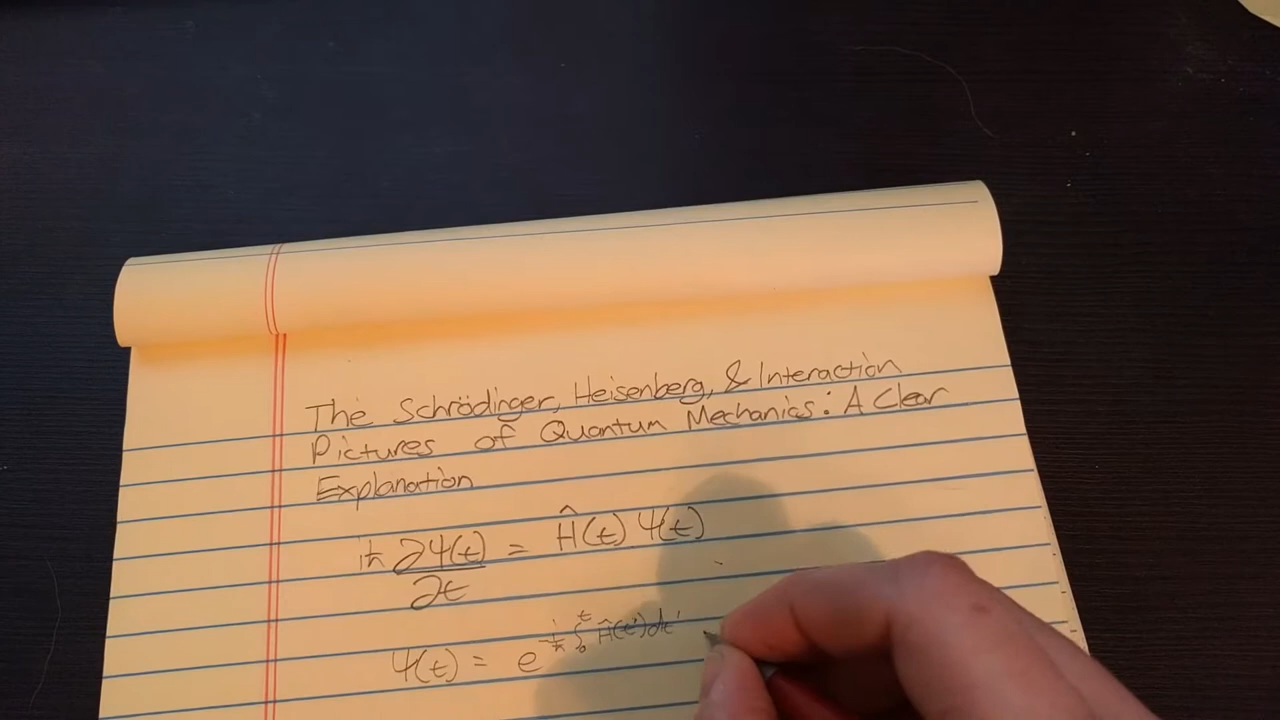 The Schrödinger, Heisenberg, & Interaction
Pictures of Quantum Mechanics: A Clear
Explanation
iħ ∂Ψ(t)/∂t = Ĥ(t) Ψ(t)
Ψ(t) = e^{-i/ħ ∫₀ᵗ Ĥ(t')dt'}